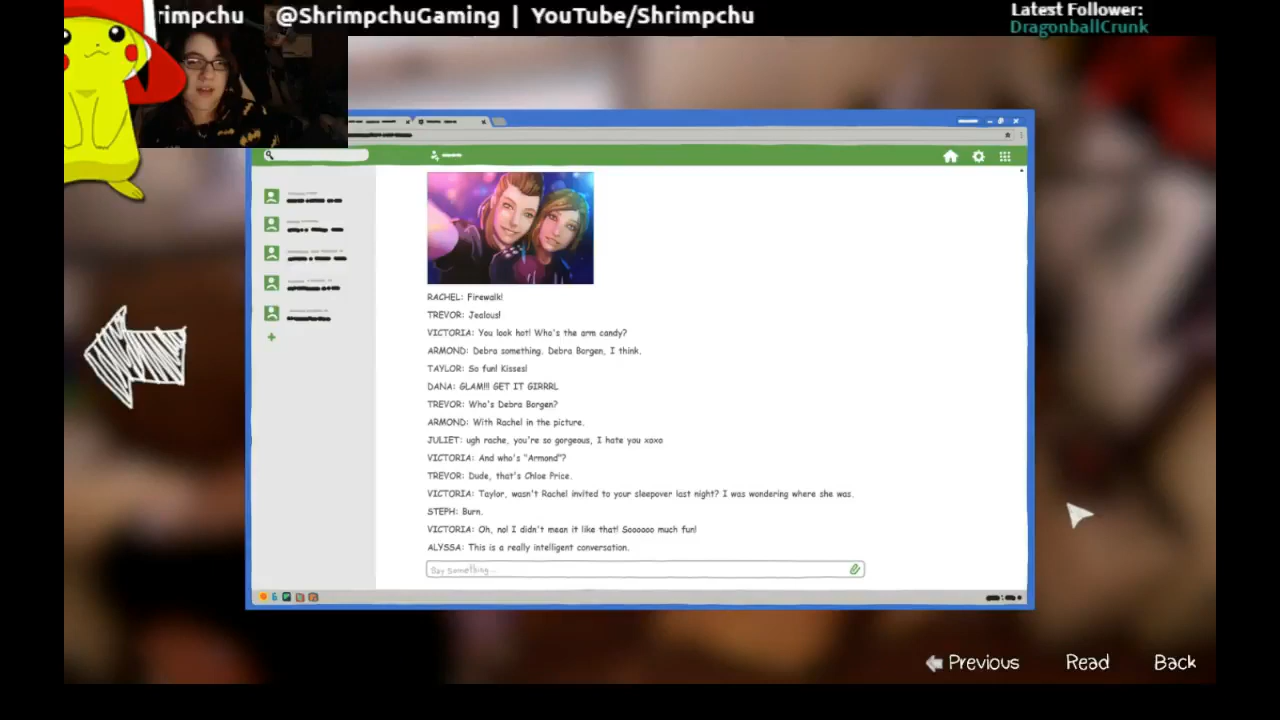 rimpchu @ShrimpchuGaming | YouTube/Shrimpchu
Latest Follower:
DragonballCrunk
RACHEL: Firewalk!
TREVOR: Jealous!
VICTORIA: You look hot! Who's the arm candy?
ARMOND: Debra something. Debra Borgen, I think.
TAYLOR: So fun! Kisses!
DANA: GLAM!!! GET IT GIRRRL
TREVOR: Who's Debra Borgen?
ARMOND: With Rachel in the picture.
JULIET: ugh rache, you're so gorgeous, I hate you xoxo
VICTORIA: And who's "Armond"?
TREVOR: Dude, that's Chloe Price.
VICTORIA: Taylor, wasn't Rachel invited to your sleepover last night? I was wondering where she was.
STEPH: Burn.
VICTORIA: Oh, no! I didn't mean it like that! Soooooo much fun!
ALYSSA: This is a really intelligent conversation.
Say something...
Previous Read Back